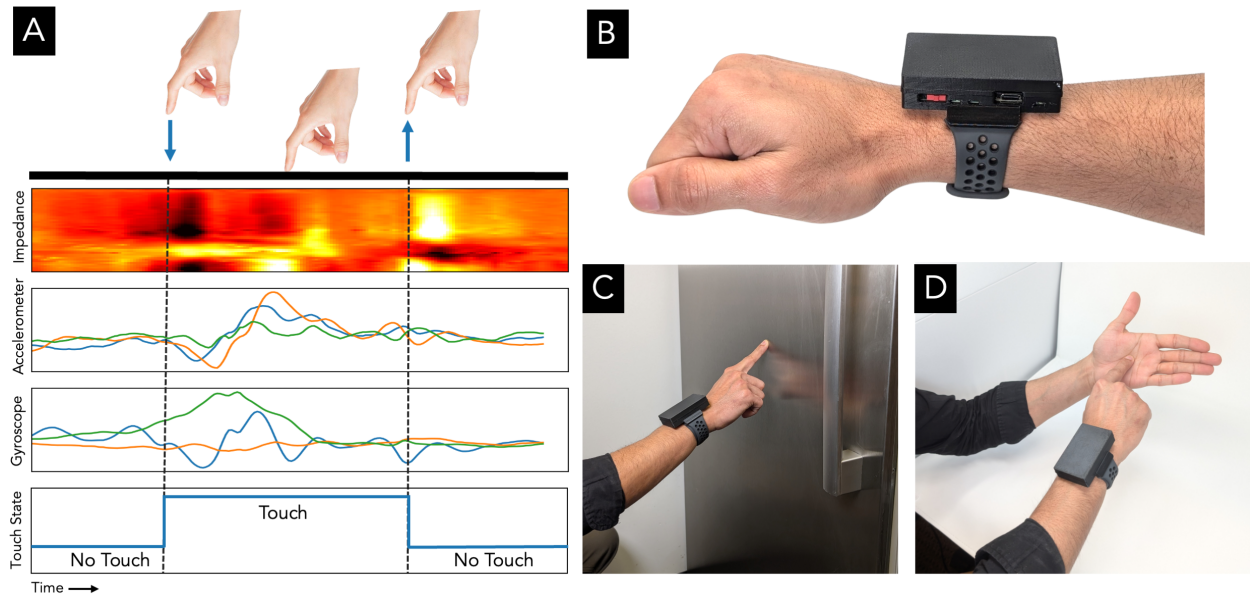 A
Impedance
Accelerometer
Gyroscope
Touch State
Touch
No Touch
No Touch
Time
B
C
D